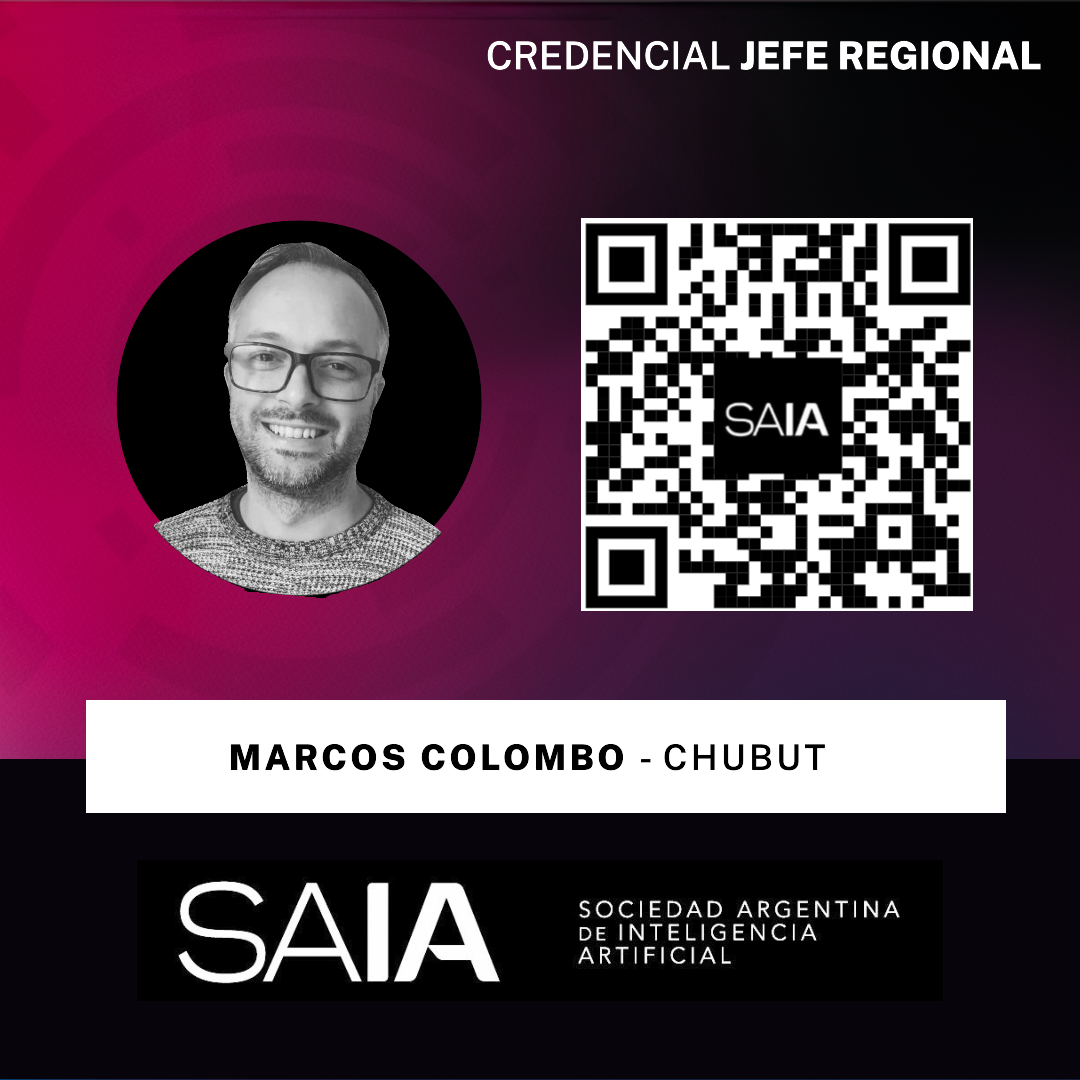 CREDENCIAL JEFE REGIONAL
SAIA
MARCOS COLOMBO - CHUBUT
SAIA
SOCIEDAD ARGENTINA
DE INTELIGENCIA
ARTIFICIAL